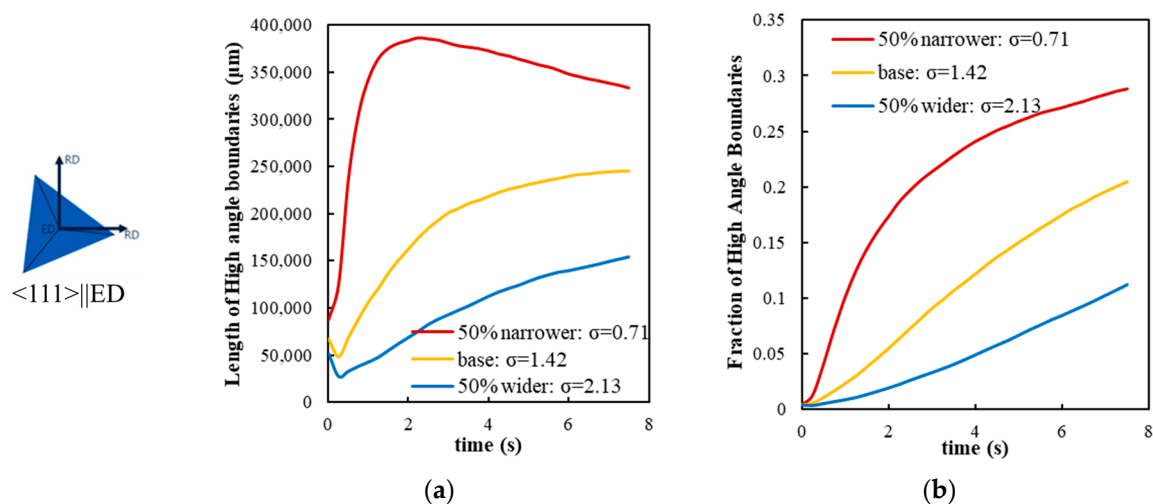 RD
ED
RD
<111>||ED
Length of High angle boundaries (μm)
400,000
350,000
300,000
250,000
200,000
150,000
100,000
50,000
0
50% narrower: σ=0.71
base: σ=1.42
50% wider: σ=2.13
0 2 4 6 8
time (s)
(a)
Fraction of High Angle Boundaries
0.35
0.3
0.25
0.2
0.15
0.1
0.05
0
50% narrower: σ=0.71
base: σ=1.42
50% wider: σ=2.13
0 2 4 6 8
time (s)
(b)